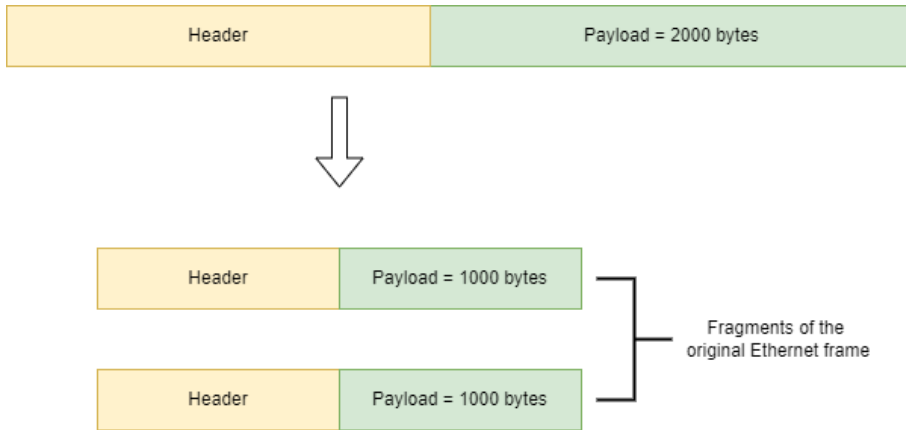 Header
Payload = 2000 bytes
Header
Payload = 1000 bytes
Fragments of the
original Ethernet frame
Header
Payload = 1000 bytes